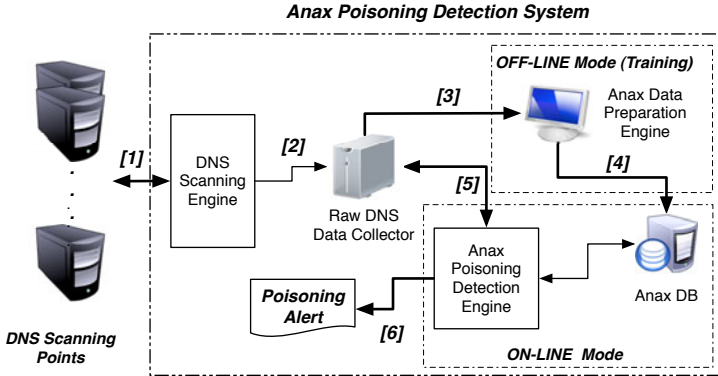 Anax Poisoning Detection System
OFF-LINE Mode (Training)
[3]
Anax Data
Preparation
Engine
[1]
DNS
Scanning
Engine
[2]
[4]
[5]
Raw DNS
Data Collector
Anax
Poisoning
Detection
Engine
Anax DB
Poisoning
Alert
[6]
DNS Scanning
Points
ON-LINE Mode